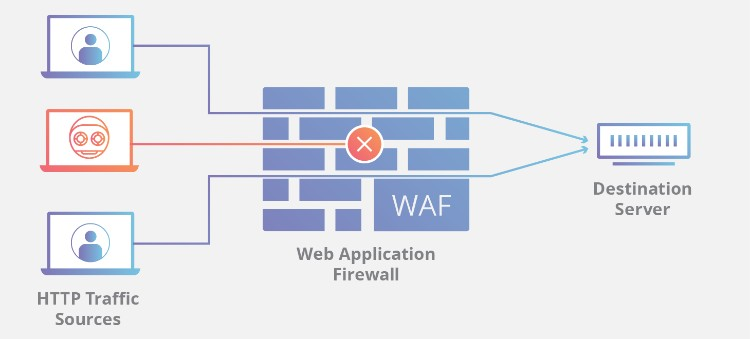 WAF
Web Application
Firewall
Destination
Server
HTTP Traffic
Sources